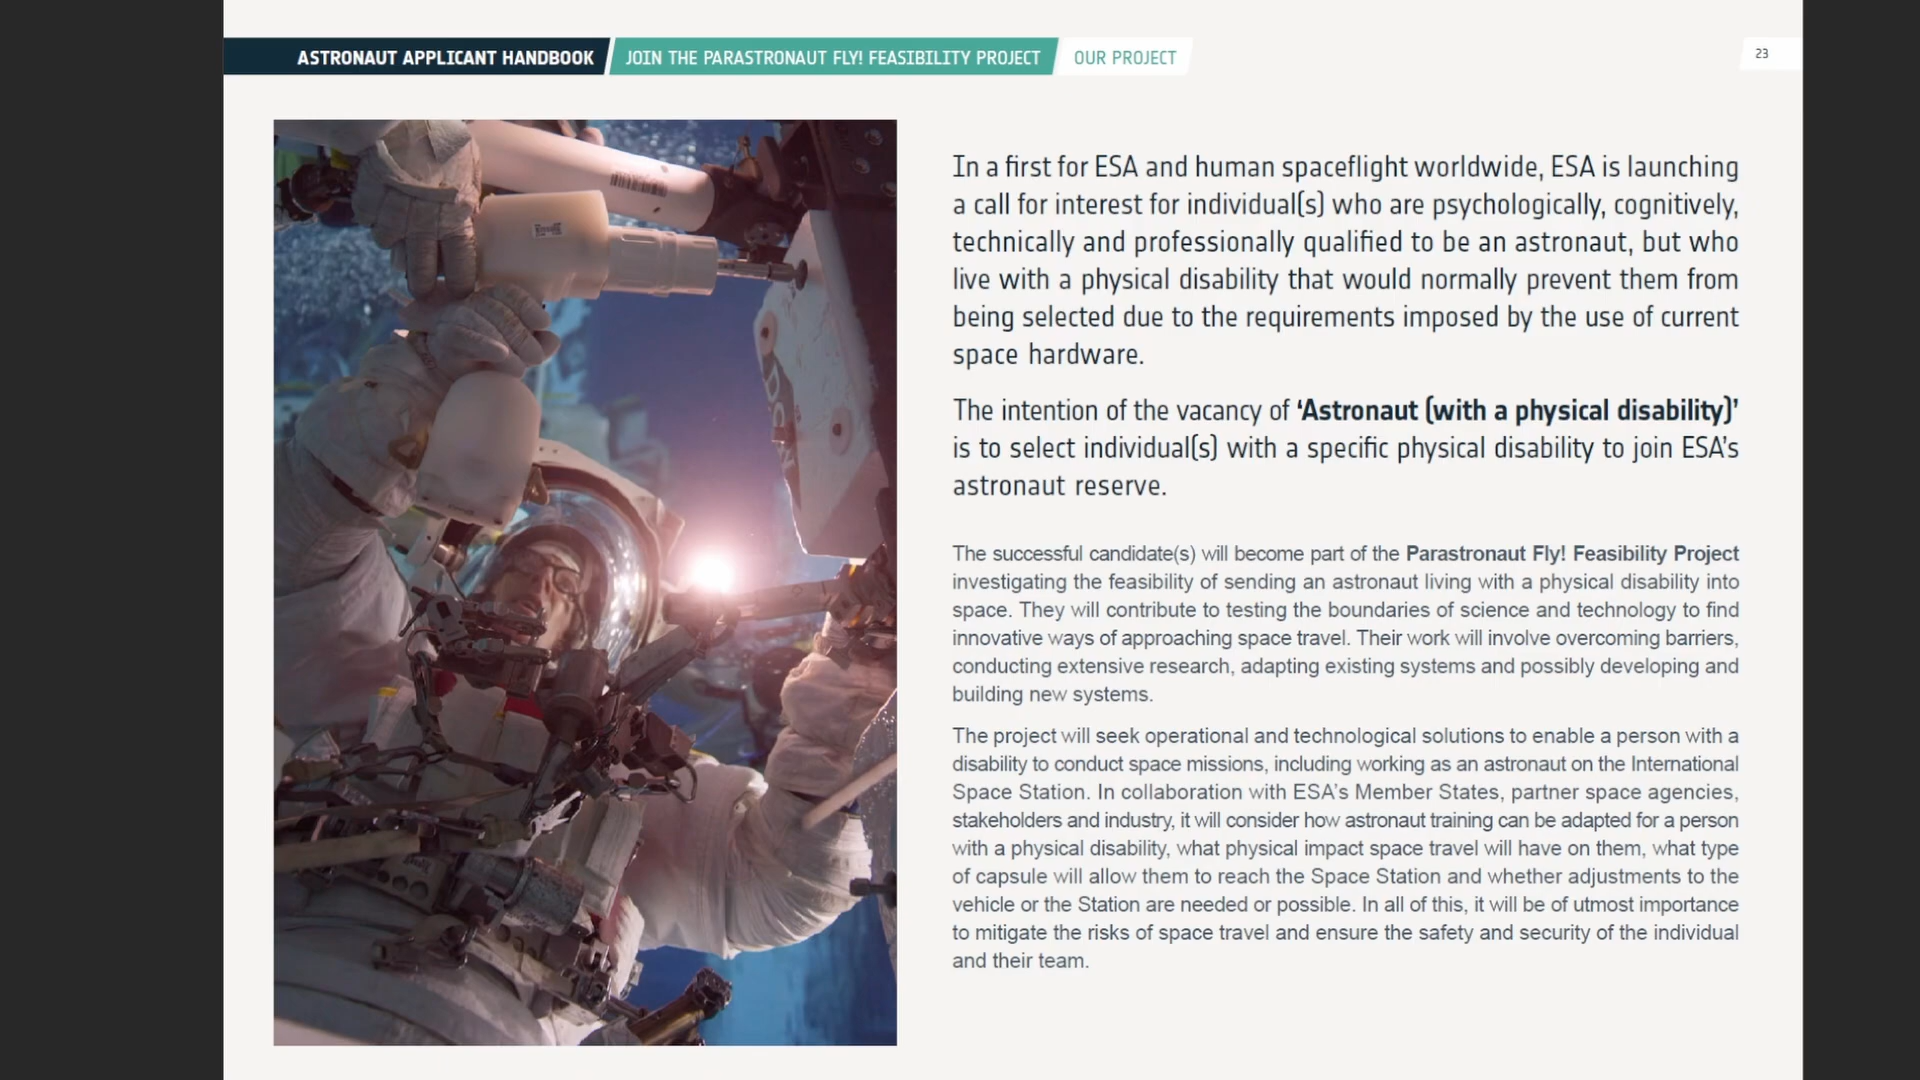 ASTRONAUT APPLICANT HANDBOOK
JOIN THE PARASTRONAUT FLY! FEASIBILITY PROJECT
OUR PROJECT
23
In a first for ESA and human spaceflight worldwide, ESA is launching
a call for interest for individual(s) who are psychologically, cognitively,
technically and professionally qualified to be an astronaut, but who
live with a physical disability that would normally prevent them from
being selected due to the requirements imposed by the use of current
space hardware.
The intention of the vacancy of ‘Astronaut (with a physical disability)’
is to select individual(s) with a specific physical disability to join ESA’s
astronaut reserve.
The successful candidate(s) will become part of the Parastronaut Fly! Feasibility Project
investigating the feasibility of sending an astronaut living with a physical disability into
space. They will contribute to testing the boundaries of science and technology to find
innovative ways of approaching space travel. Their work will involve overcoming barriers,
conducting extensive research, adapting existing systems and possibly developing and
building new systems.
The project will seek operational and technological solutions to enable a person with a
disability to conduct space missions, including working as an astronaut on the International
Space Station. In collaboration with ESA’s Member States, partner space agencies,
stakeholders and industry, it will consider how astronaut training can be adapted for a person
with a physical disability, what physical impact space travel will have on them, what type
of capsule will allow them to reach the Space Station and whether adjustments to the
vehicle or the Station are needed or possible. In all of this, it will be of utmost importance
to mitigate the risks of space travel and ensure the safety and security of the individual
and their team.